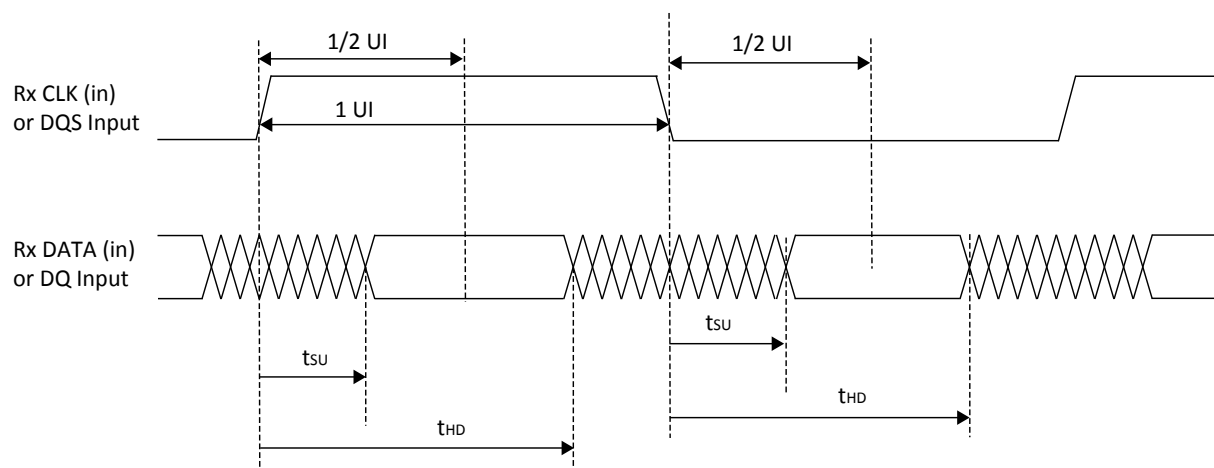 1/2 UI
1/2 UI
Rx CLK (in)
or DQS Input
1 UI
Rx DATA (in)
or DQ Input
tSU
tSU
tHD
tHD